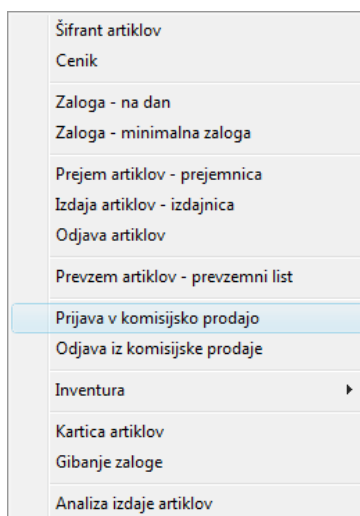 Šifrant artiklov
Cenik
Zaloga - na dan
Zaloga - minimalna zaloga
Prejem artiklov - prejemnica
Izdaja artiklov - izdajnica
Odjava artiklov
Prevzem artiklov - prevzemni list
Prijava v komisijsko prodajo
Odjava iz komisijske prodaje
Inventura
Kartica artiklov
Gibanje zaloge
Analiza izdaje artiklov